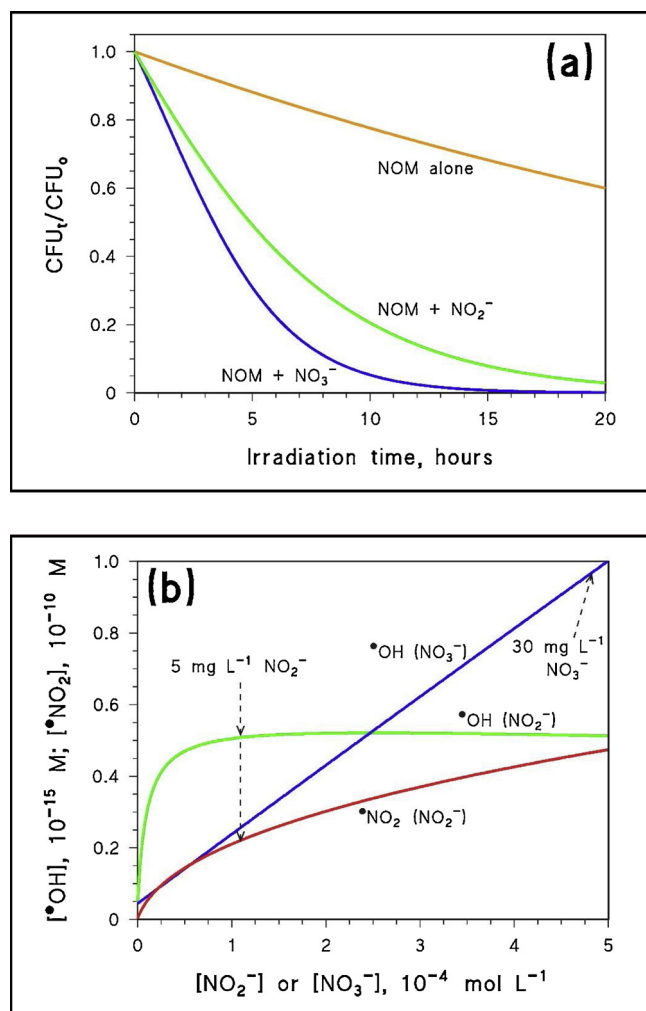 (a)
1.0
0.8
0.6
0.4
0.2
0
CFUₜ/CFUₒ
NOM alone
NOM + NO₂⁻
NOM + NO₃⁻
0 5 10 15 20
Irradiation time, hours
(b)
1.0
0.8
0.6
0.4
0.2
0
[•OH], 10⁻¹⁵ M; [•NO₂], 10⁻¹⁰ M
5 mg L⁻¹ NO₂⁻
•OH (NO₃⁻)
30 mg L⁻¹
NO₃⁻
•OH (NO₂⁻)
•NO₂ (NO₂⁻)
0 1 2 3 4 5
[NO₂⁻] or [NO₃⁻], 10⁻⁴ mol L⁻¹